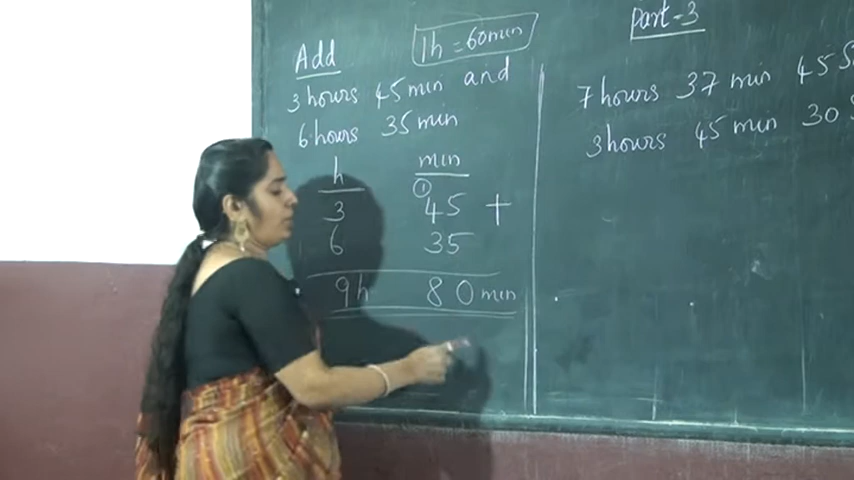 Add
1h = 60min
3 hours 45 min and
6 hours 35 min
h min
1
3 45 +
6 35
9h 80 min
Part-3
7 hours 37 min 45
3 hours 45 min 30